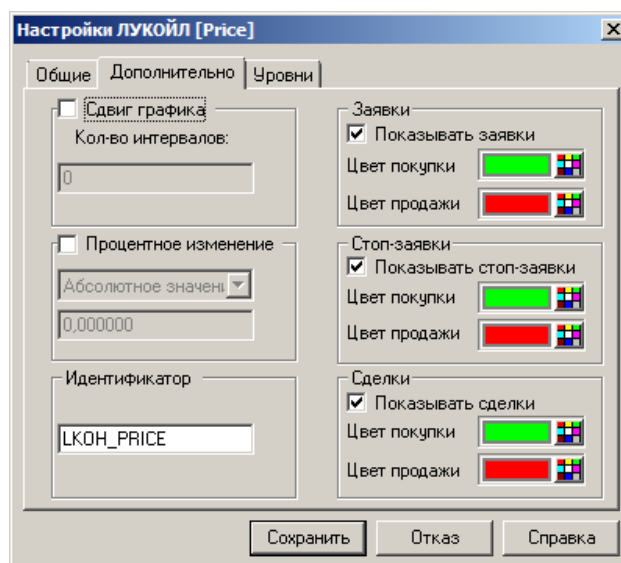 Настройки ЛУКОЙЛ [Price]
Общие Дополнительно Уровни
Сдвиг графика
Кол-во интервалов:
0
Процентное изменение
Абсолютное значени
0,000000
Идентификатор
LKOH_PRICE
Заявки
Показывать заявки
Цвет покупки
Цвет продажи
Стоп-заявки
Показывать стоп-заявки
Цвет покупки
Цвет продажи
Сделки
Показывать сделки
Цвет покупки
Цвет продажи
Сохранить Отказ Справка